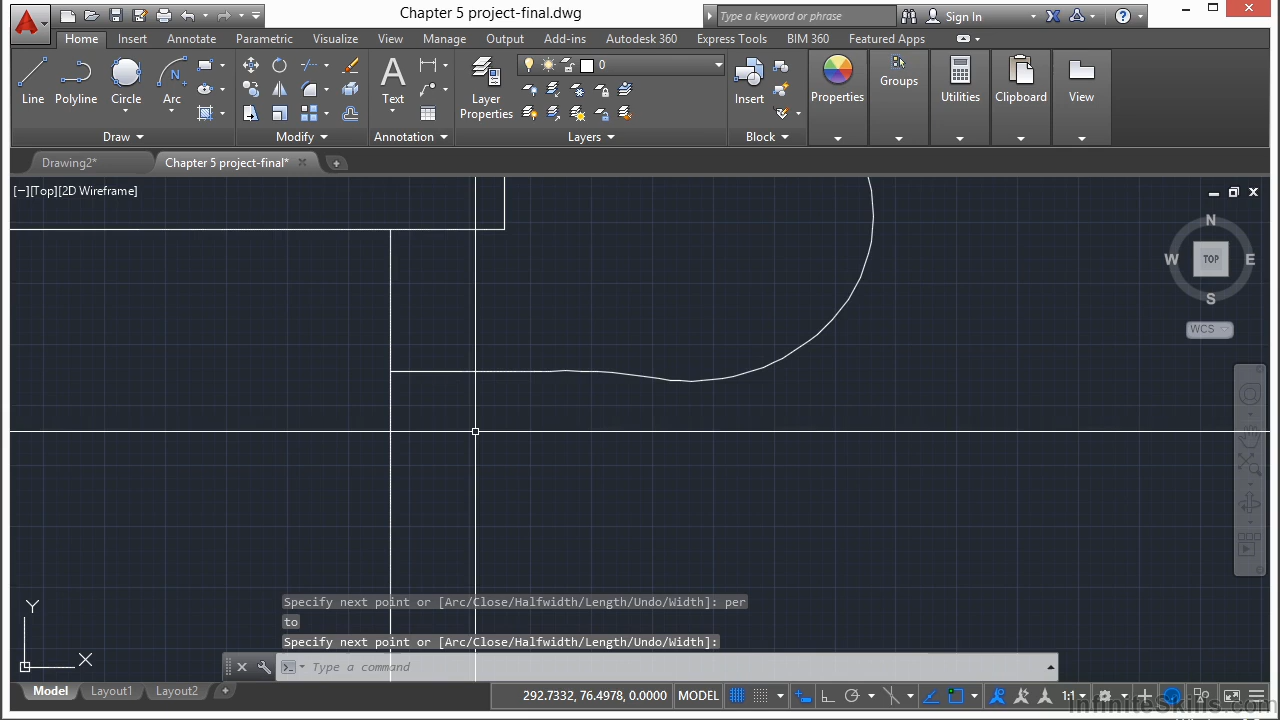 Chapter 5 project-final.dwg
Type a keyword or phrase
Sign In
Home Insert Annotate Parametric Visualize View Manage Output Add-ins Autodesk 360 Express Tools BIM 360 Featured Apps
Line Polyline Circle Arc
Text
Layer
Properties
0
Insert
Properties
Groups
Utilities
Clipboard
View
Draw Modify Annotation Layers Block
Drawing2* Chapter 5 project-final*
[−][Top][2D Wireframe]
N
W TOP E
S
WCS
Specify next point or [Arc/Close/Halfwidth/Length/Undo/Width]: per
to
Specify next point or [Arc/Close/Halfwidth/Length/Undo/Width]:
Y
X
Type a command
Model Layout1 Layout2
292.7332, 76.4978, 0.0000 MODEL 1:1
InfiniteSkills.com